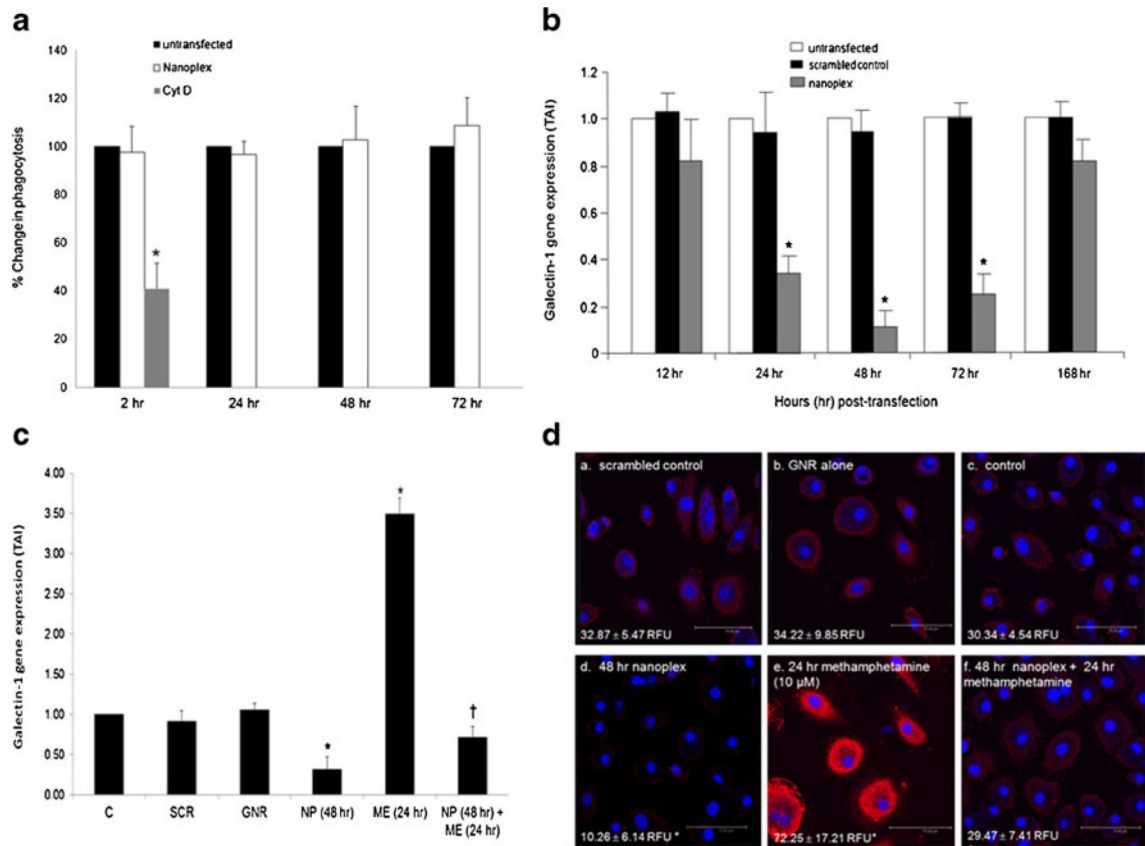 a
untransfected
Nanoplex
Cyt D
% Change in phagocytosis
140
120
100
80
60
40
20
0
*
2 hr
24 hr
48 hr
72 hr
b
untransfected
scrambled control
nanoplex
Galectin-1 gene expression (TAI)
1.2
1.0
0.8
0.6
0.4
0.2
0
*
*
*
12 hr
24 hr
48 hr
72 hr
168 hr
Hours (hr) post-transfection
c
Galectin-1 gene expression (TAI)
4.00
3.50
3.00
2.50
2.00
1.50
1.00
0.50
0.00
*
*
†
C
SCR
GNR
NP (48 hr)
ME (24 hr)
NP (48 hr) +
ME (24 hr)
d
a. scrambled control
32.87 ± 5.47 RFU
b. GNR alone
34.22 ± 9.85 RFU
c. control
30.34 ± 4.54 RFU
d. 48 hr nanoplex
10.26 ± 6.14 RFU *
e. 24 hr methamphetamine
(10 µM)
72.25 ± 17.21 RFU*
f. 48 hr nanoplex + 24 hr
methamphetamine
29.47 ± 7.41 RFU